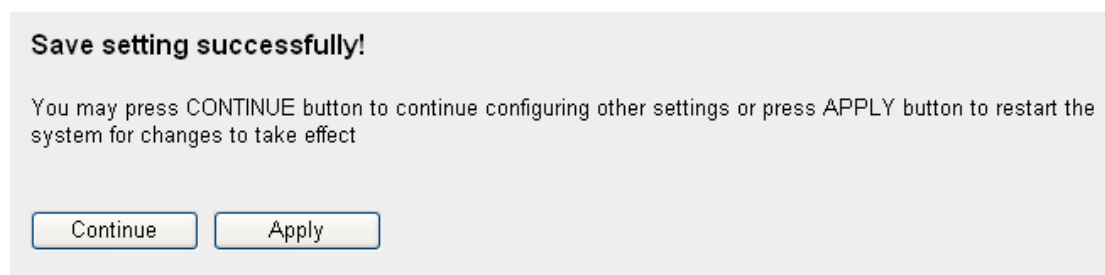 Save setting successfully!
You may press CONTINUE button to continue configuring other settings or press APPLY button to restart the
system for changes to take effect
Continue
Apply